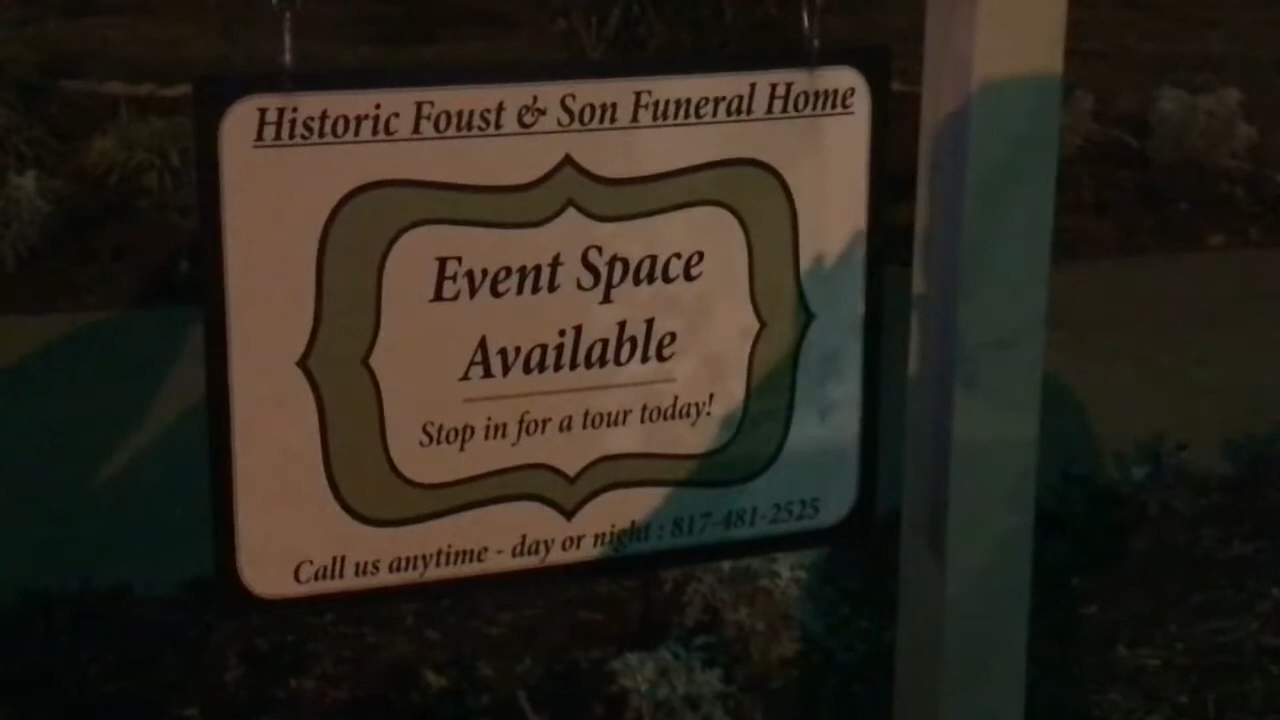 Historic Foust & Son Funeral Home
Event Space
Available
Stop in for a tour today!
Call us anytime - day or night : 817-481-2525